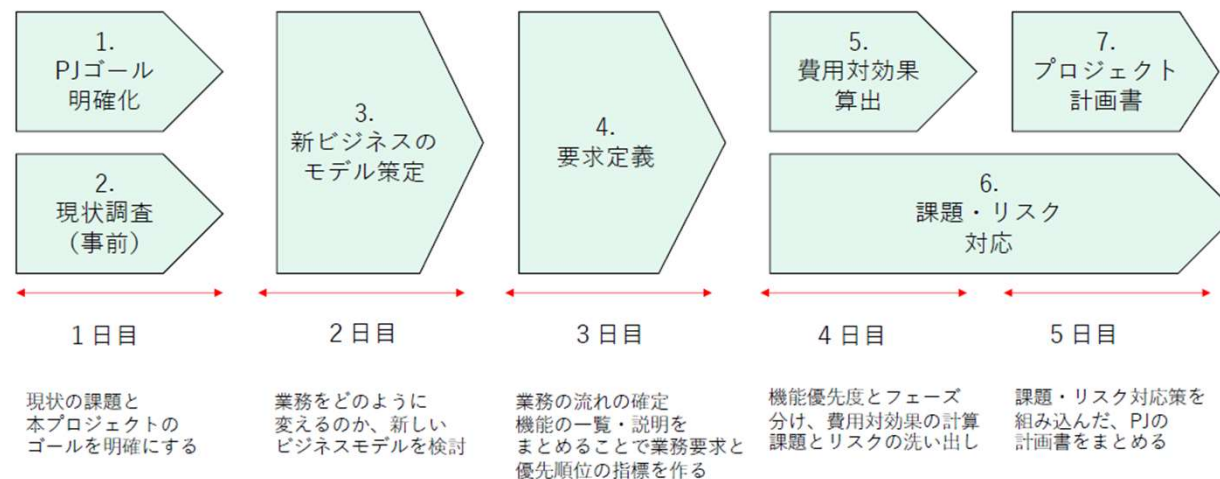 1.
PJゴール
明確化
2.
現状調査
(事前)
3.
新ビジネスの
モデル策定
4.
要求定義
5.
費用対効果
算出
7.
プロジェクト
計画書
6.
課題・リスク
対応
1日目
2日目
3日目
4日目
5日目
現状の課題と
本プロジェクトの
ゴールを明確にする
業務をどのように
変えるのか、新しい
ビジネスモデルを検討
業務の流れの確定
機能の一覧・説明を
まとめることで業務要求と
優先順位の指標を作る
機能優先度とフェーズ
分け、費用対効果の計算
課題とリスクの洗い出し
課題・リスク対応策を
組み込んだ、PJの
計画書をまとめる